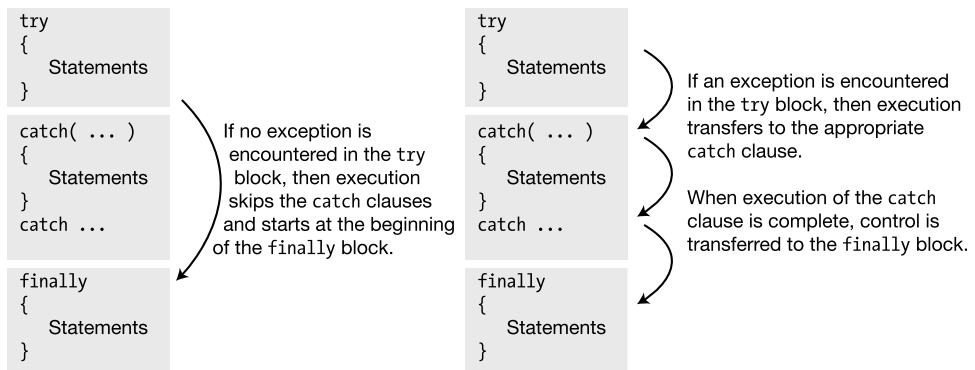 try
{
Statements
}
catch( ... )
{
Statements
}
catch ...
finally
{
Statements
}
If no exception is
encountered in the try
block, then execution
skips the catch clauses
and starts at the beginning
of the finally block.
try
{
Statements
}
catch( ... )
{
Statements
}
catch ...
finally
{
Statements
}
If an exception is encountered
in the try block, then execution
transfers to the appropriate
catch clause.
When execution of the catch
clause is complete, control is
transferred to the finally block.